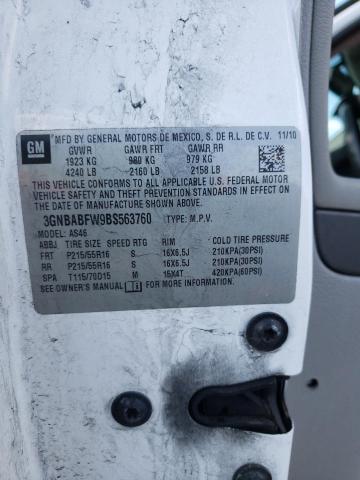 GM
MFD BY GENERAL MOTORS DE MEXICO, S. DE R.L. DE C.V. 11/10
GVWR GAWR FRT GAWR RR
1923 KG 980 KG 979 KG
4240 LB 2160 LB 2158 LB
THIS VEHICLE CONFORMS TO ALL APPLICABLE U.S. FEDERAL MOTOR
VEHICLE SAFETY, BUMPER, AND THEFT PREVENTION STANDARDS IN
EFFECT ON THE DATE OF MANUFACTURE SHOWN ABOVE.
3GNBABFW9BS563760 TYPE: M.P.V.
MODEL: AS46
ABBJ TIRE SIZE SPEED RTG RIM COLD TIRE PRESSURE
FRT P215/55R16 S 16X6.5J 210KPA(30PSI)
RR P215/55R16 S 16X6.5J 210KPA(30PSI)
SPA T115/70D15 M 15X4T 420KPA(60PSI)
SEE OWNER'S MANUAL FOR ADDITIONAL INFORMATION